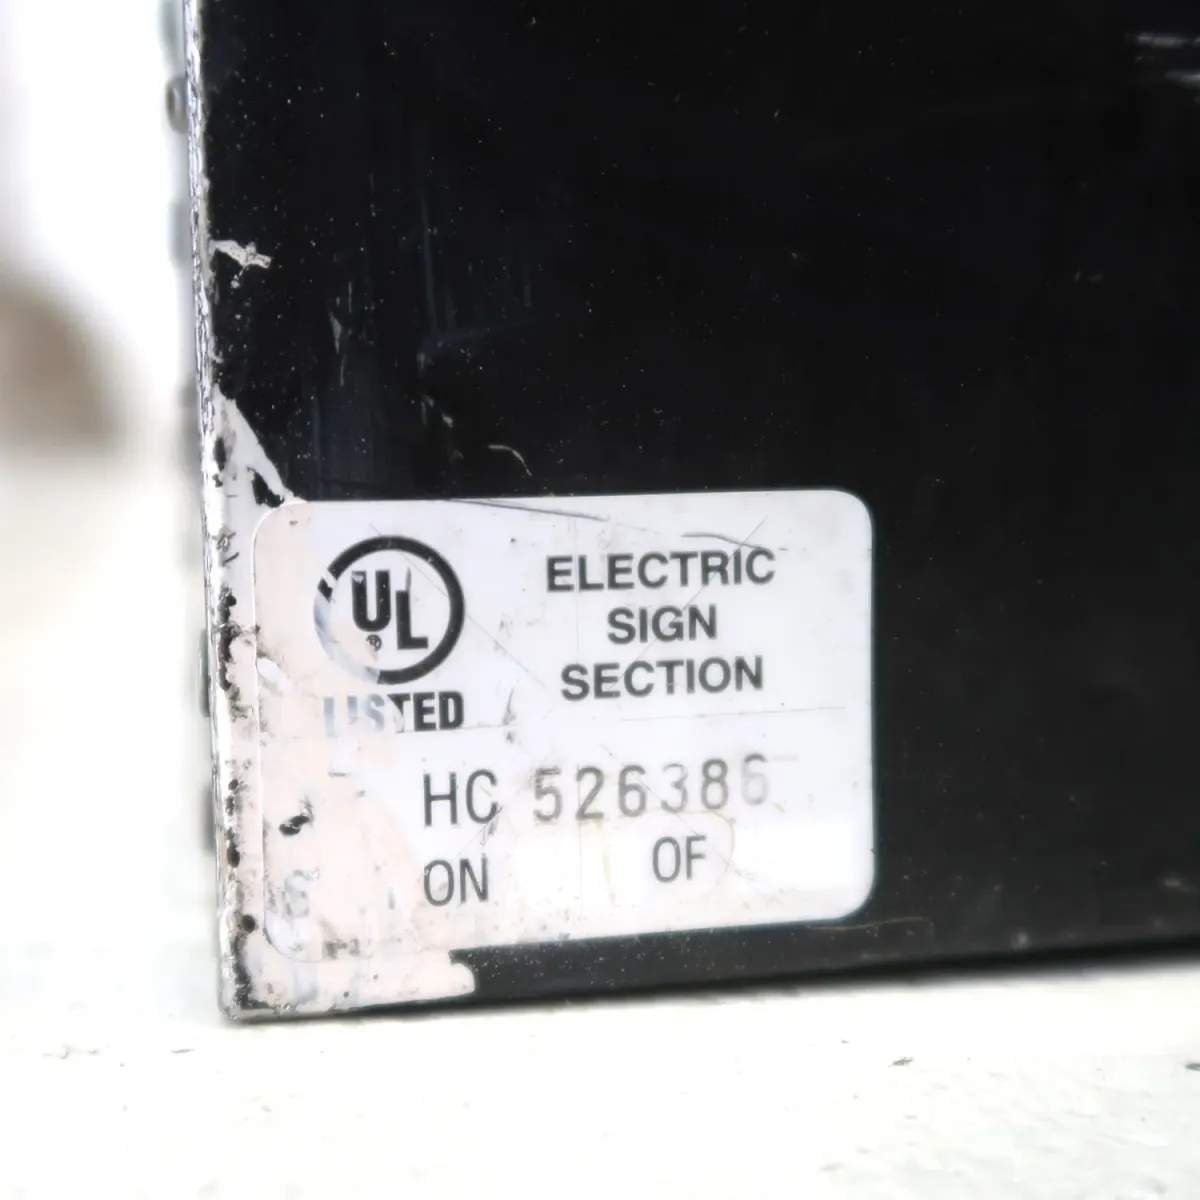 UL ®
LISTED
ELECTRIC
SIGN
SECTION
HC 526386
ON OF